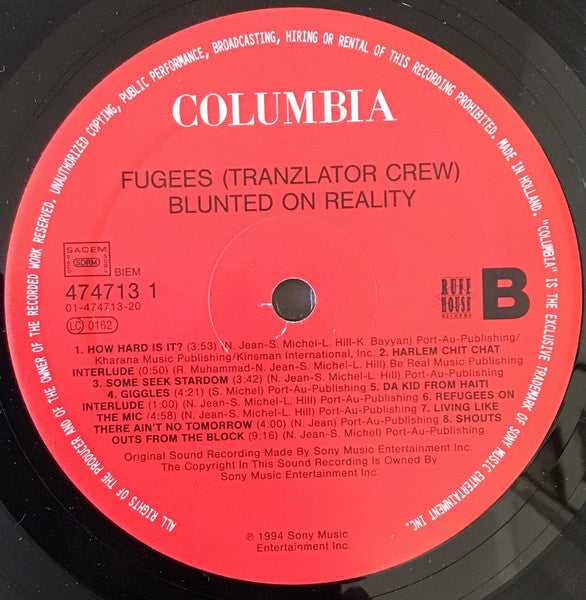 ALL RIGHTS OF THE PRODUCER AND OF THE OWNER OF THE RECORDED WORK RESERVED. UNAUTHORIZED COPYING, PUBLIC PERFORMANCE, BROADCASTING, HIRING OR RENTAL OF THIS RECORDING PROHIBITED. MADE IN HOLLAND. "COLUMBIA" IS THE EXCLUSIVE TRADEMARK OF SONY MUSIC ENTERTAINMENT INC.
COLUMBIA
FUGEES (TRANZLATOR CREW)
BLUNTED ON REALITY
SACEM
SDRM
BIEM
474713 1
01-474713-20
LC 0162
RUFF
HOUSE
RECORDS
B
1. HOW HARD IS IT? (3:53) (N. Jean-S. Michel-L. Hill-K. Bayyan) Port-Au-Publishing/
Kharana Music Publishing/Kinsman International, Inc. 2. HARLEM CHIT CHAT
INTERLUDE (0:50) (R. Muhammad-N. Jean-S. Michel-L. Hill) Be Real Music Publishing
3. SOME SEEK STARDOM (3:42) (N. Jean-S. Michel-L. Hill) Port-Au-Publishing
4. GIGGLES (4:21) (S. Michel) Port-Au-Publishing 5. DA KID FROM HAITI
INTERLUDE (1:00) (N. Jean-S. Michel-L. Hill) Port-Au-Publishing 6. REFUGEES ON
THE MIC (4:58) (N. Jean-S. Michel-L. Hill) Port-Au-Publishing 7. LIVING LIKE
THERE AIN'T NO TOMORROW (4:00) (N. Jean) Port-Au-Publishing 8. SHOUTS
OUTS FROM THE BLOCK (9:16) (N. Jean-S. Michel) Port-Au-Publishing
Original Sound Recording Made By Sony Music Entertainment Inc.
The Copyright In This Sound Recording Is Owned By
Sony Music Entertainment Inc.
℗ 1994 Sony Music
Entertainment Inc.